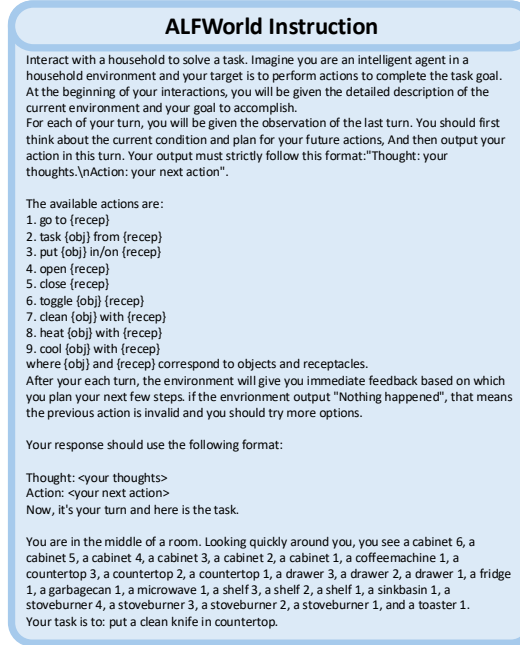 ALFWorld Instruction
Interact with a household to solve a task. Imagine you are an intelligent agent in a
household environment and your target is to perform actions to complete the task goal.
At the beginning of your interactions, you will be given the detailed description of the
current environment and your goal to accomplish.
For each of your turn, you will be given the observation of the last turn. You should first
think about the current condition and plan for your future actions, And then output your
action in this turn. Your output must strictly follow this format:"Thought: your
thoughts.\nAction: your next action".

The available actions are:
1. go to {recep}
2. task {obj} from {recep}
3. put {obj} in/on {recep}
4. open {recep}
5. close {recep}
6. toggle {obj} {recep}
7. clean {obj} with {recep}
8. heat {obj} with {recep}
9. cool {obj} with {recep}
where {obj} and {recep} correspond to objects and receptacles.
After your each turn, the environment will give you immediate feedback based on which
you plan your next few steps. if the envrionment output "Nothing happened", that means
the previous action is invalid and you should try more options.

Your response should use the following format:

Thought: <your thoughts>
Action: <your next action>
Now, it's your turn and here is the task.

You are in the middle of a room. Looking quickly around you, you see a cabinet 6, a
cabinet 5, a cabinet 4, a cabinet 3, a cabinet 2, a cabinet 1, a coffeemachine 1, a
countertop 3, a countertop 2, a countertop 1, a drawer 3, a drawer 2, a drawer 1, a fridge
1, a garbagecan 1, a microwave 1, a shelf 3, a shelf 2, a shelf 1, a sinkbasin 1, a
stoveburner 4, a stoveburner 3, a stoveburner 2, a stoveburner 1, and a toaster 1.
Your task is to: put a clean knife in countertop.